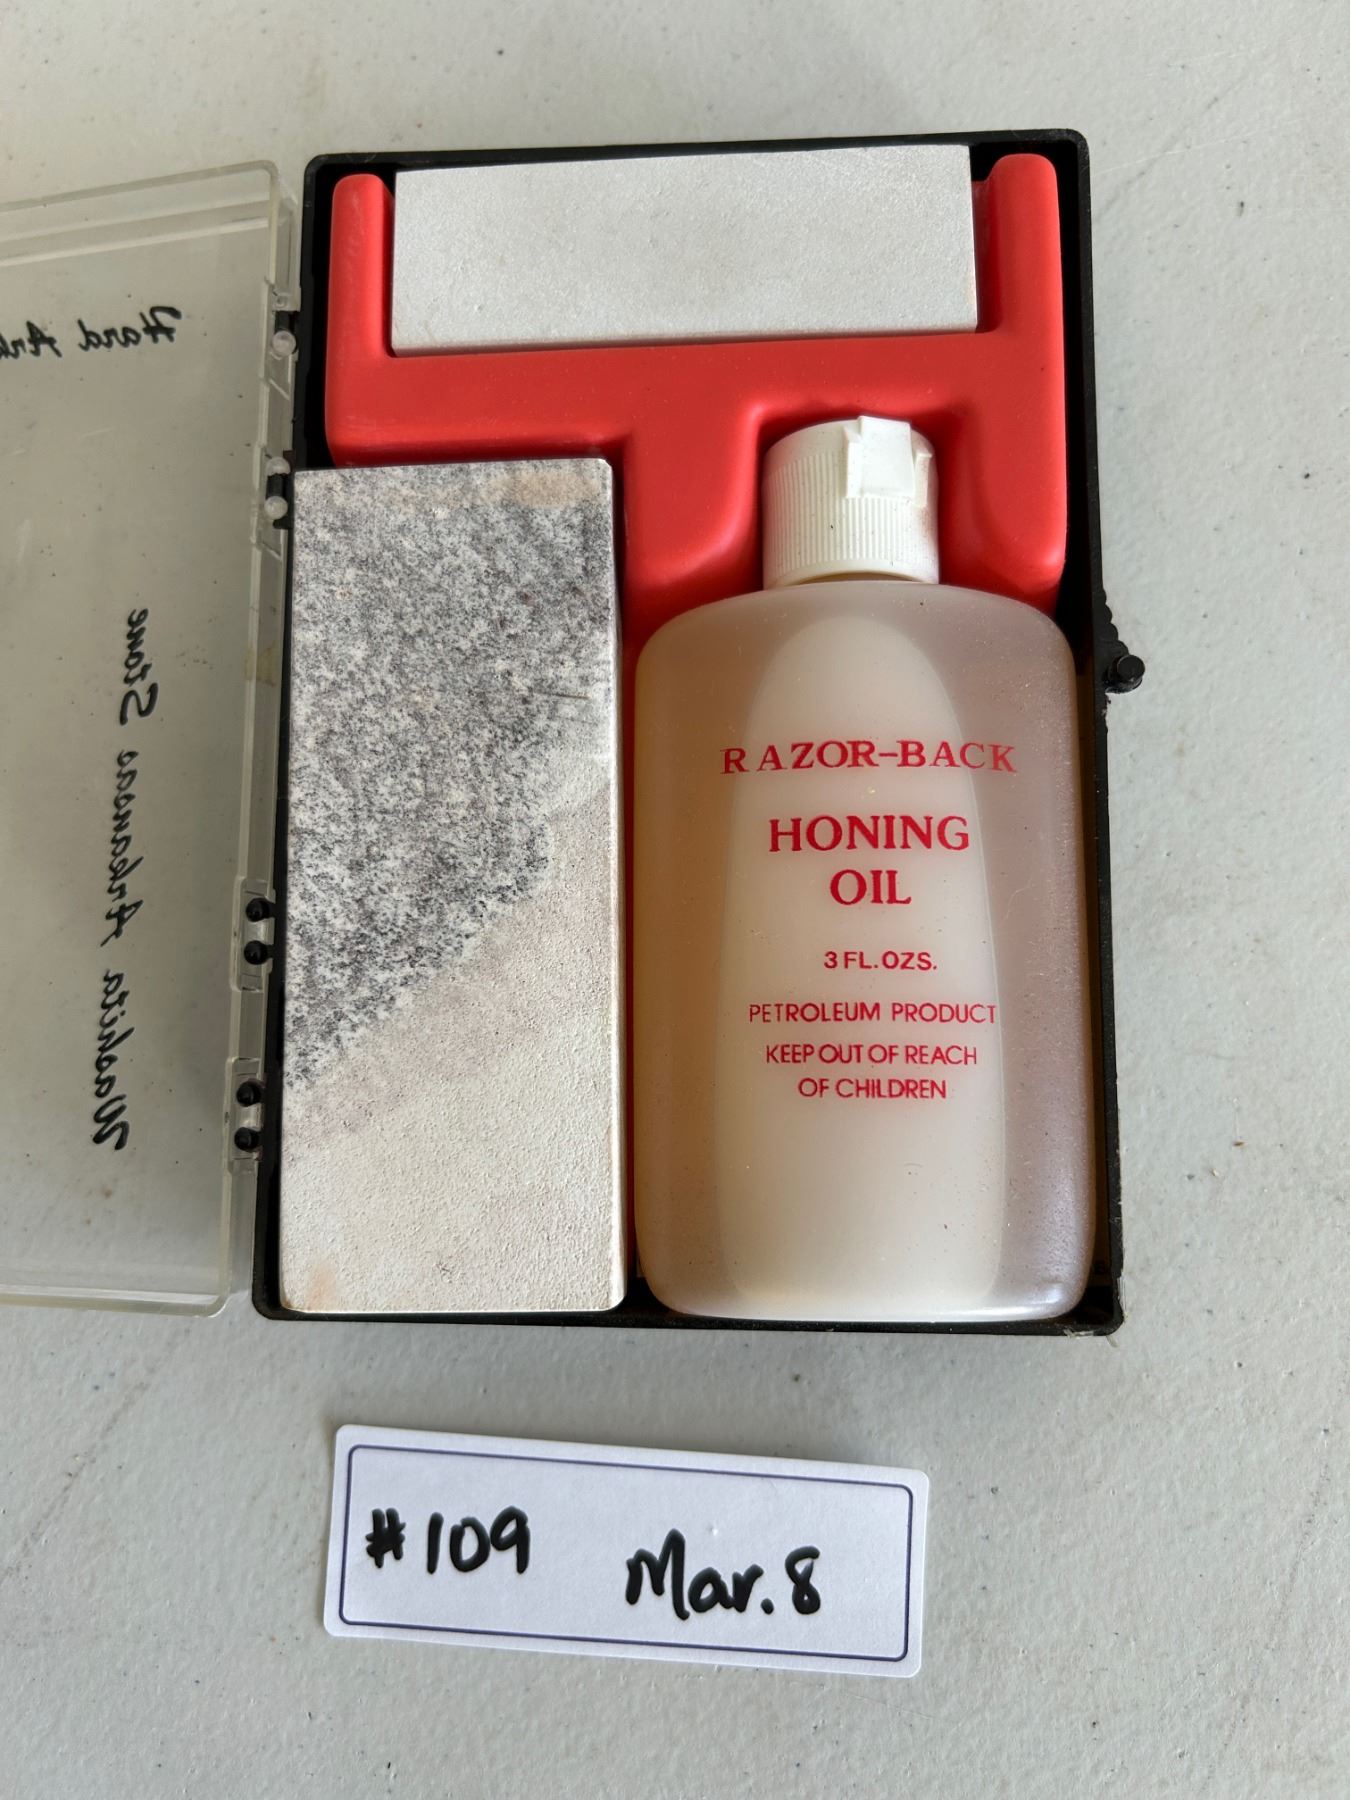 Hard Ark
Washita Arkansas Stone
RAZOR-BACK
HONING
OIL
3 FL. OZS.
PETROLEUM PRODUCT
KEEP OUT OF REACH
OF CHILDREN
#109 Mar. 8